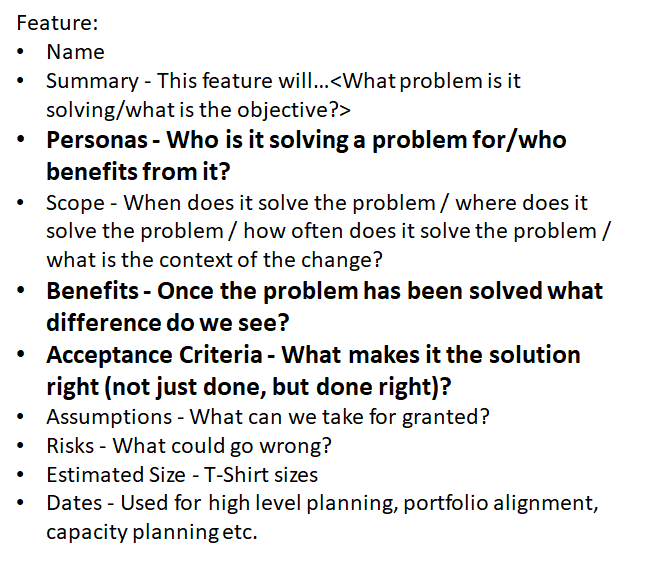 Feature:
• Name
• Summary - This feature will...<What problem is it
solving/what is the objective?>
• Personas - Who is it solving a problem for/who
benefits from it?
• Scope - When does it solve the problem / where does it
solve the problem / how often does it solve the problem /
what is the context of the change?
• Benefits - Once the problem has been solved what
difference do we see?
• Acceptance Criteria - What makes it the solution
right (not just done, but done right)?
• Assumptions - What can we take for granted?
• Risks - What could go wrong?
• Estimated Size - T-Shirt sizes
• Dates - Used for high level planning, portfolio alignment,
capacity planning etc.